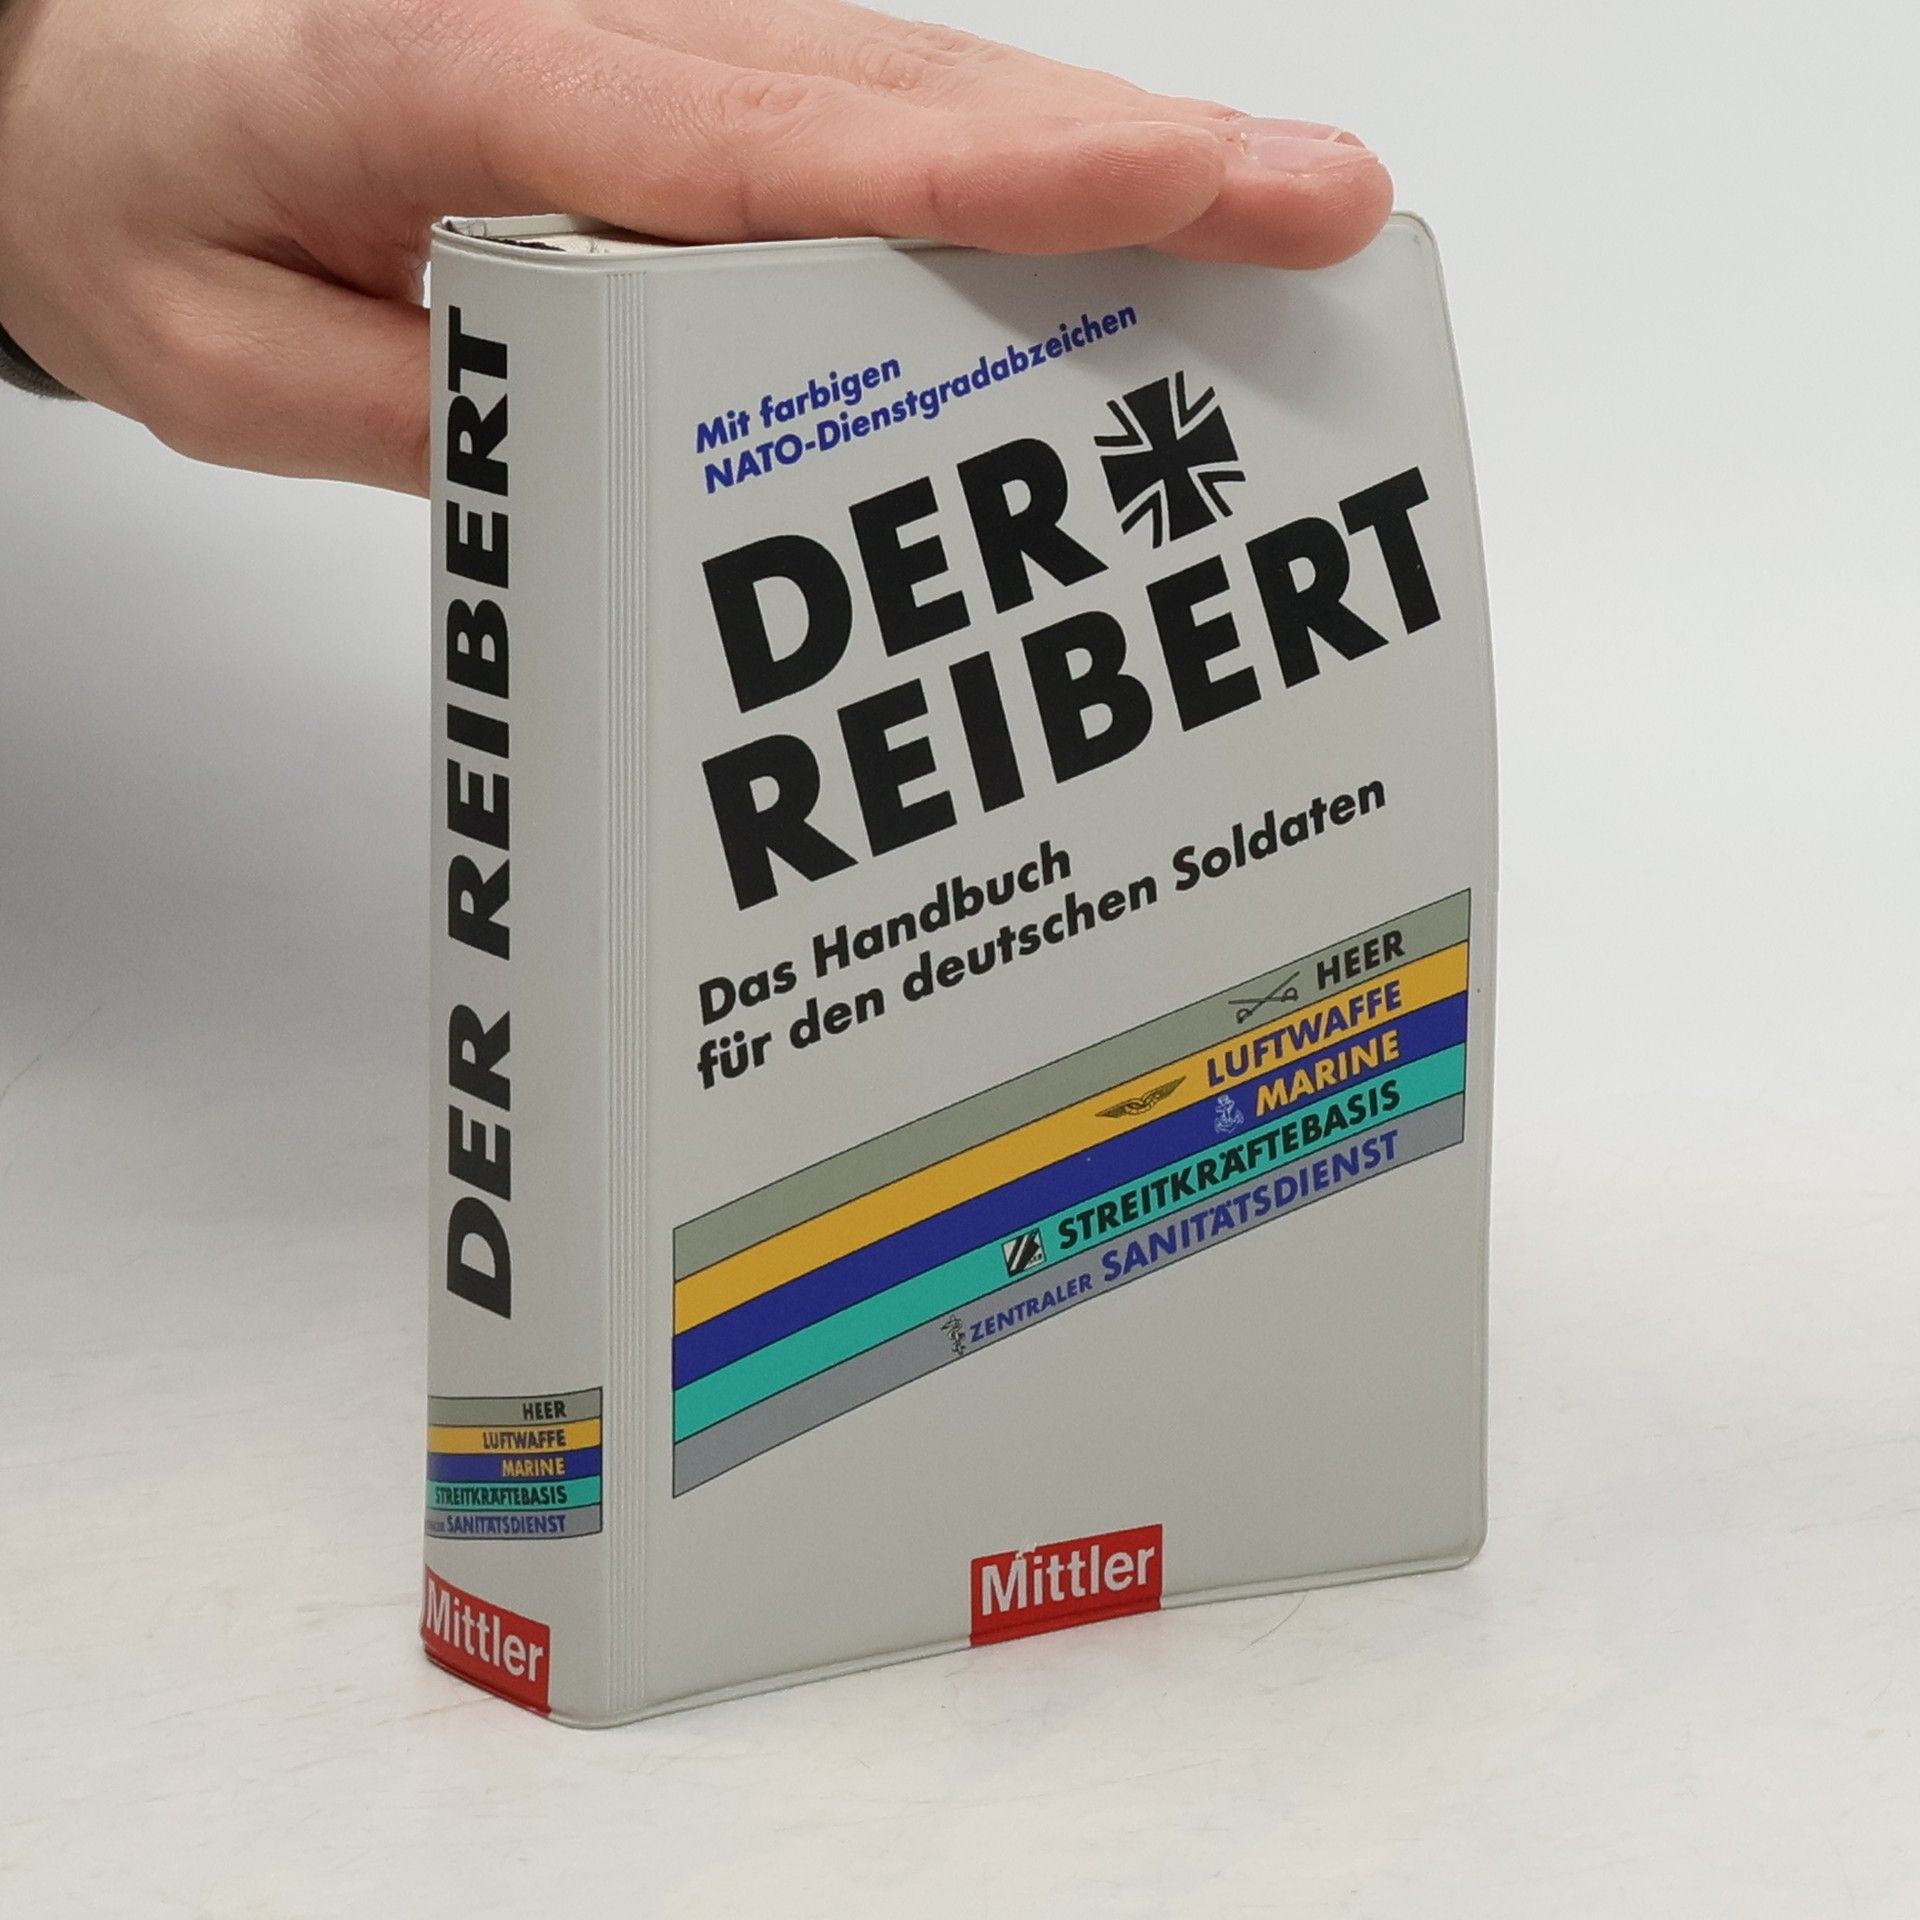 DER REIBERT
HEER
LUFTWAFFE
MARINE
STREITKRÄFTEBASIS
SANITÄTSDIENST
Mittler
Mit farbigen
NATO-Dienstgradabzeichen
DER
REIBERT
Das Handbuch
für den deutschen Soldaten
HEER
LUFTWAFFE
MARINE
STREITKRÄFTEBASIS
ZENTRALER SANITÄTSDIENST
Mittler